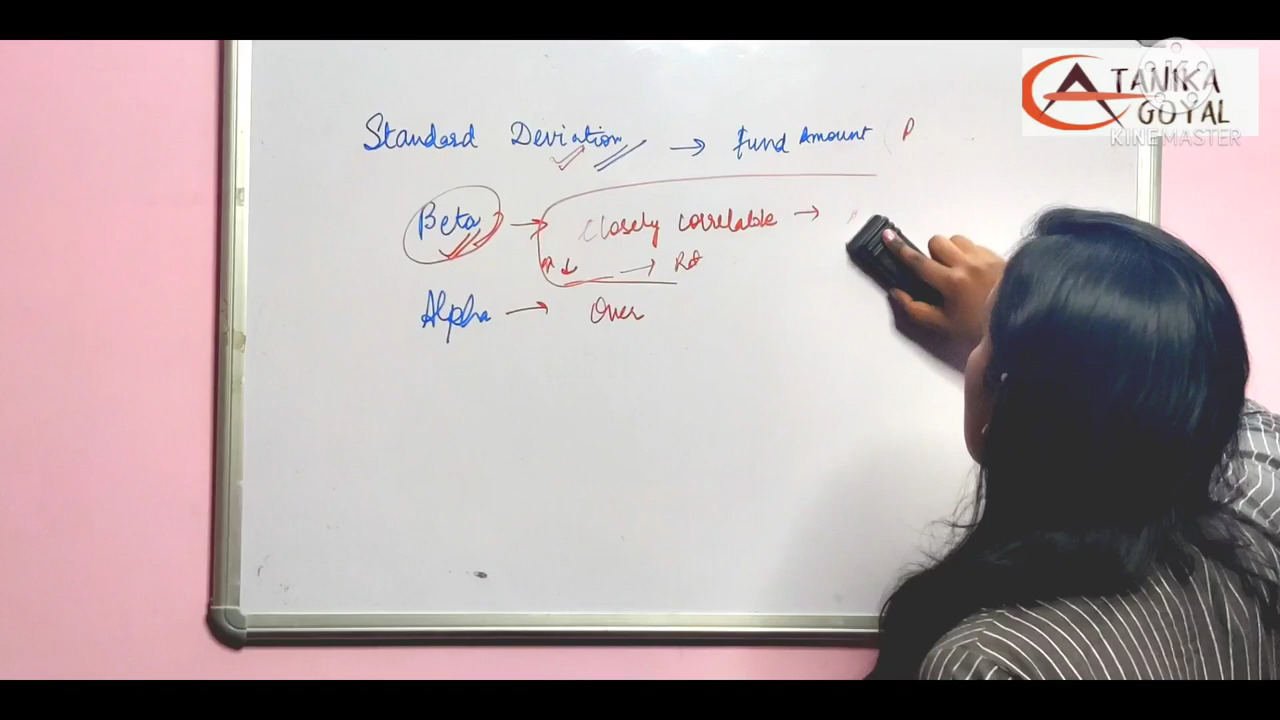 TANIKA
GOYAL
KINEMASTER
Standard Deviation → fund Amount ( P
Beta → closely correlable →
↑ ↓ → Rd
Alpha → Over